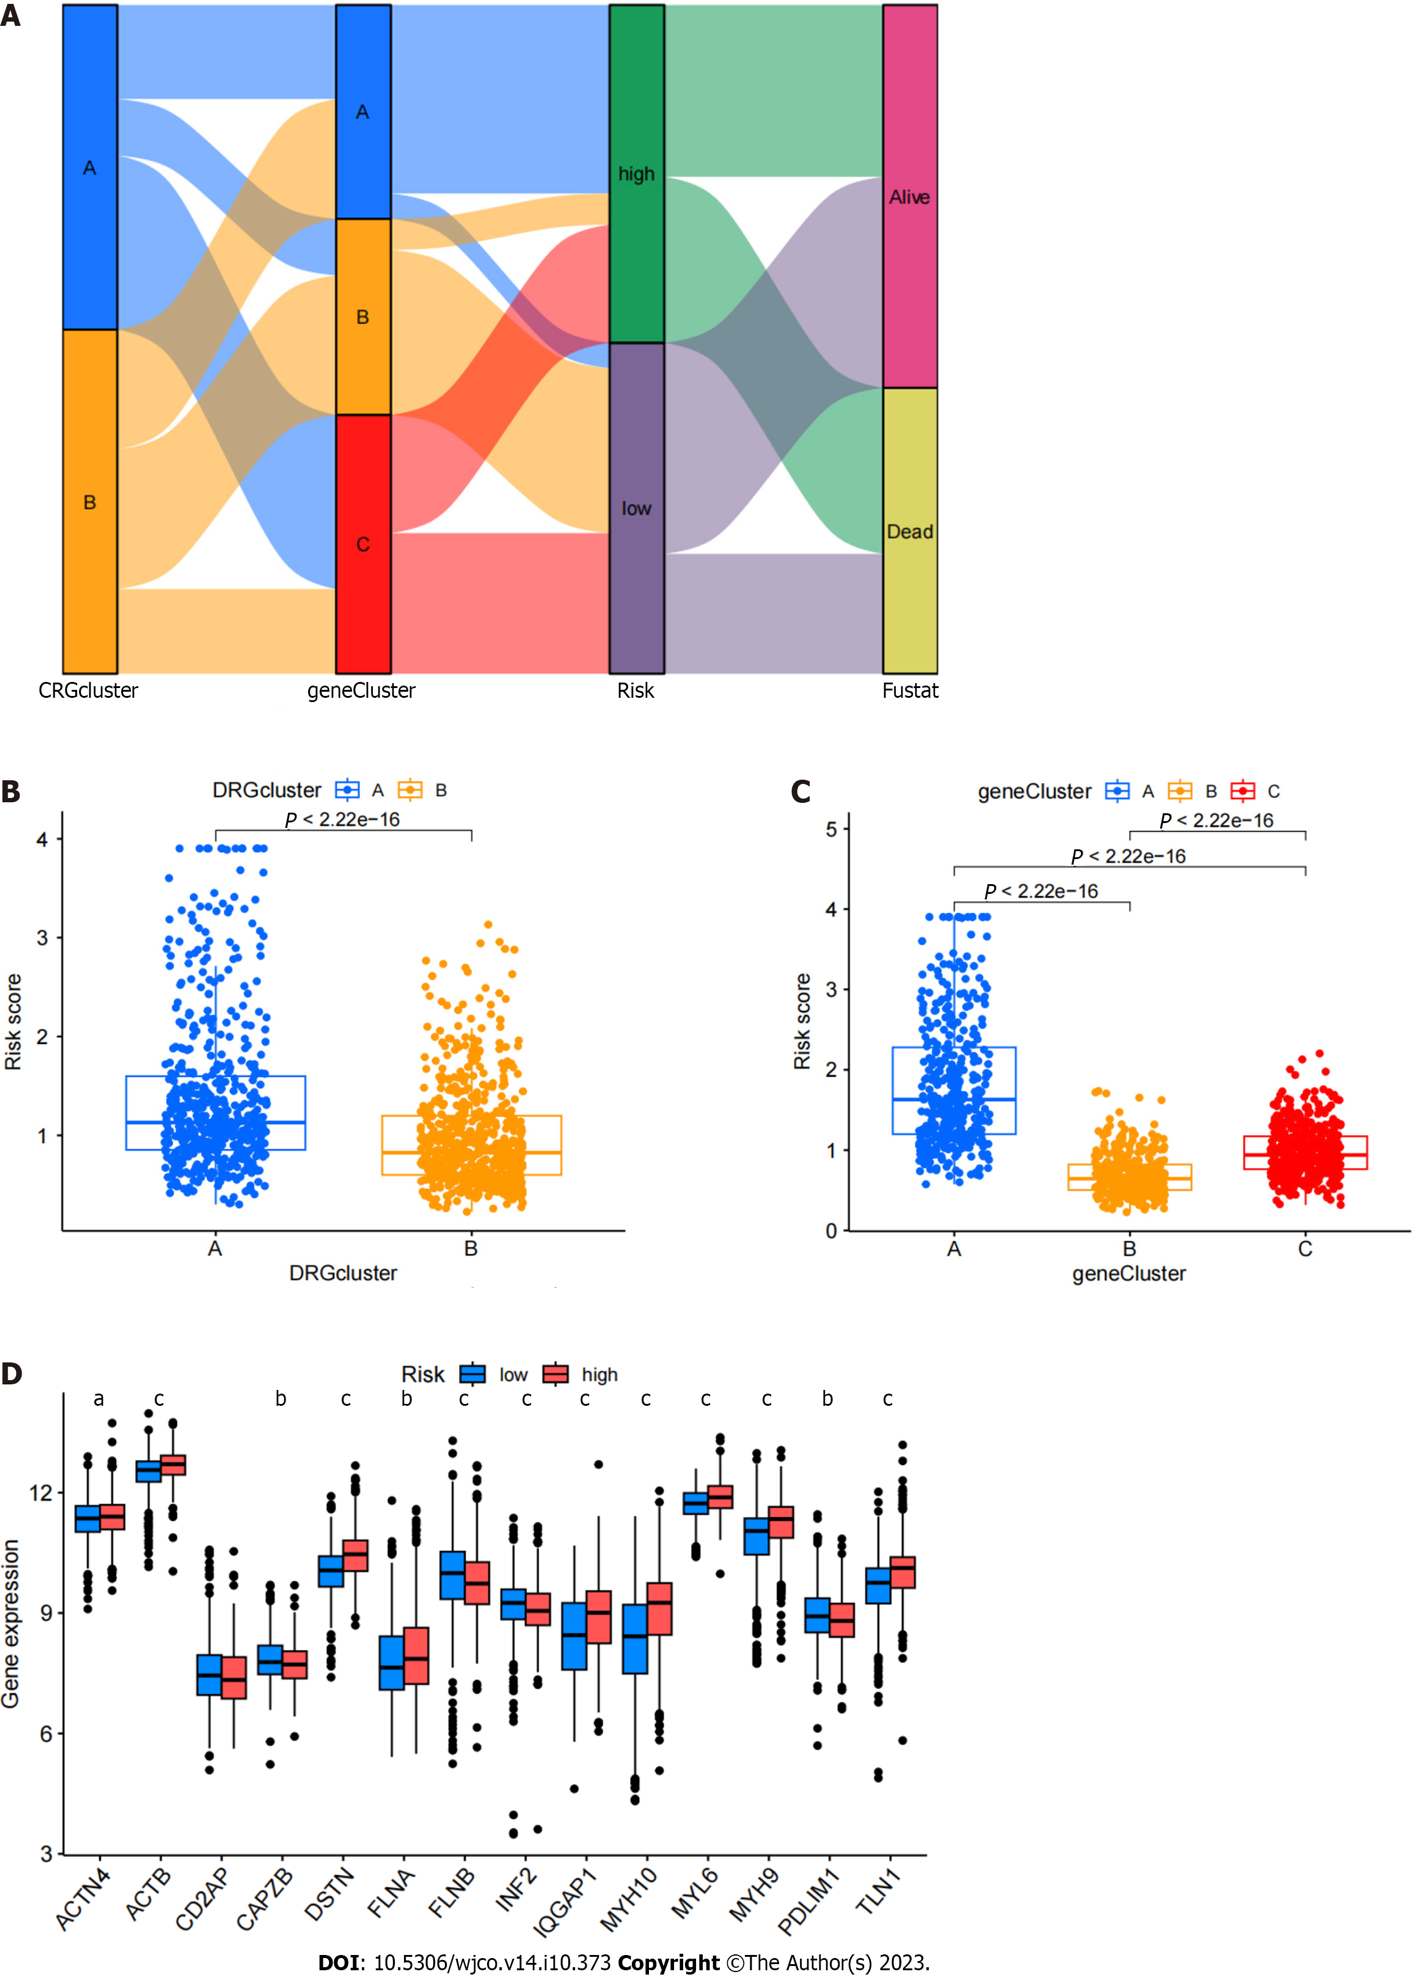 A
A
B
A
B
C
high
low
Alive
Dead
CRGcluster geneCluster Risk Fustat
B
DRGcluster A B
P < 2.22e−16
4
3
2
1
Risk score
A B
DRGcluster
C
geneCluster A B C
P < 2.22e−16
P < 2.22e−16
P < 2.22e−16
5
4
3
2
1
0
Risk score
A B C
geneCluster
D
Risk low high
a c b c b c c c c c c b c
12
9
6
3
Gene expression
ACTN4 ACTB CD2AP CAPZB DSTN FLNA FLNB INF2 IQGAP1 MYH10 MYL6 MYH9 PDLIM1 TLN1
DOI: 10.5306/wjco.v14.i10.373 Copyright ©The Author(s) 2023.